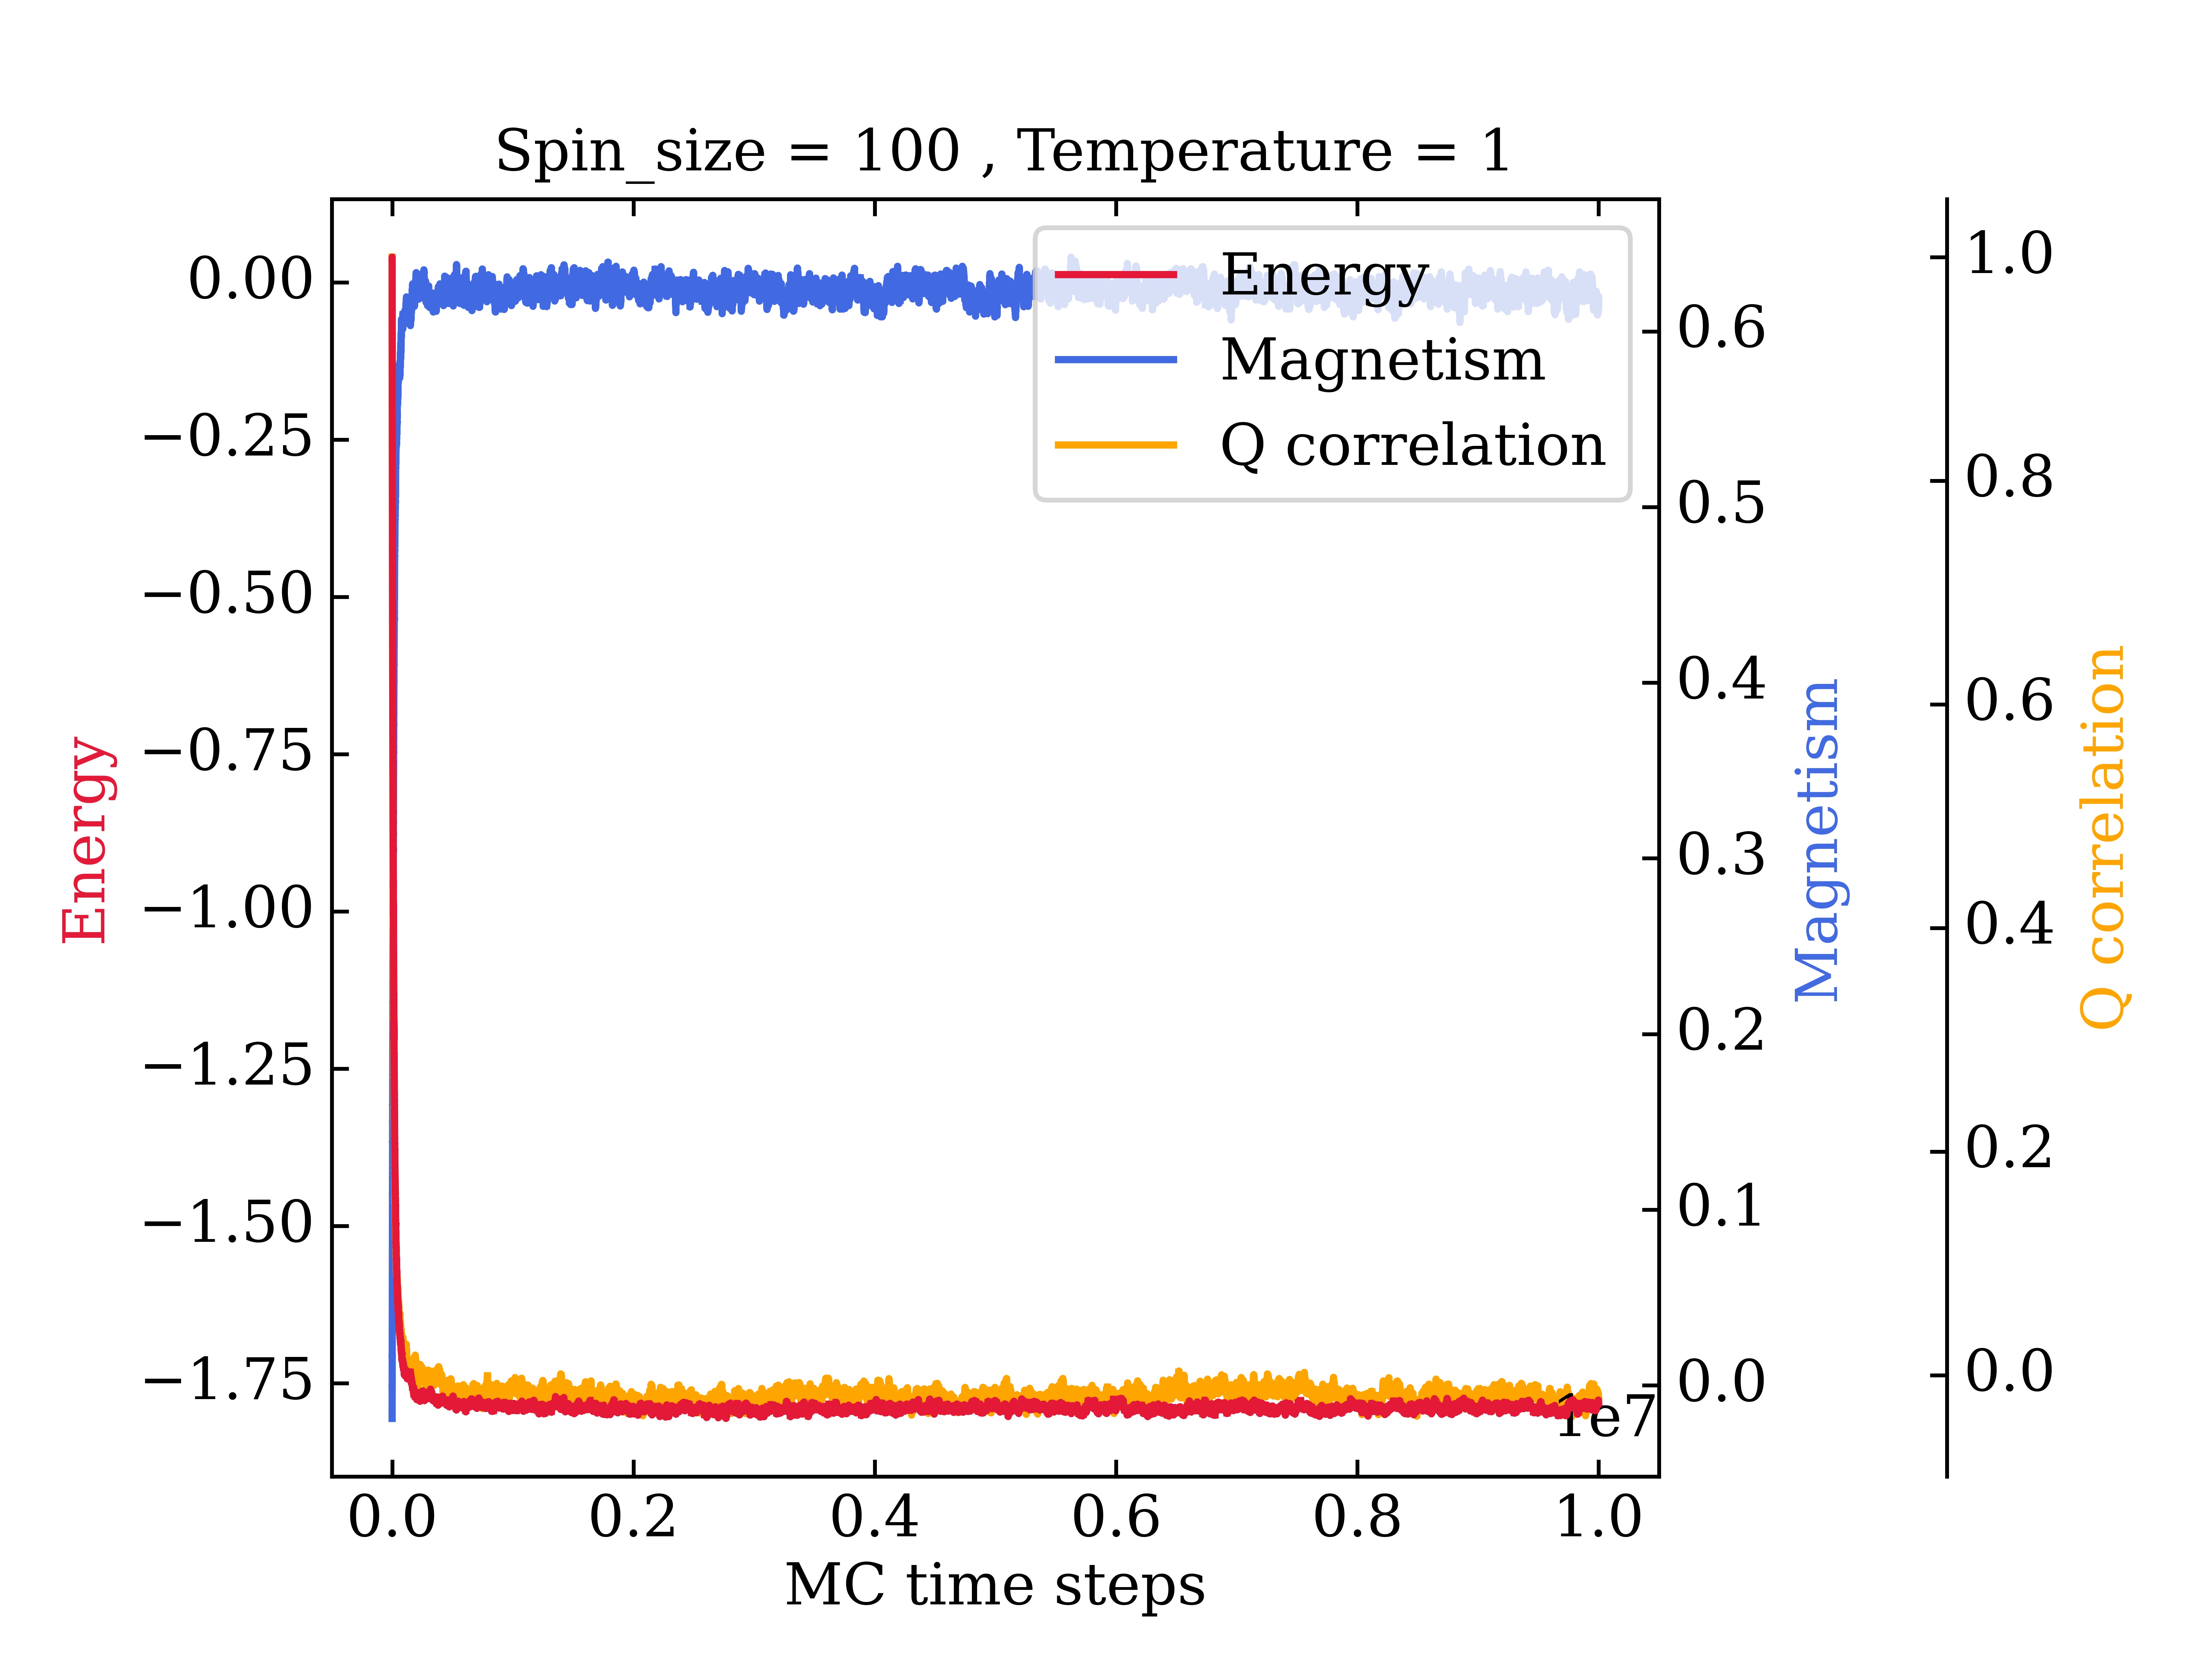 Spin_size = 100 , Temperature = 1
Energy
Magnetism
Q correlation
0.00
−0.25
−0.50
−0.75
−1.00
−1.25
−1.50
−1.75
Energy
0.6
0.5
0.4
0.3
0.2
0.1
0.0
Magnetism
1.0
0.8
0.6
0.4
0.2
0.0
Q correlation
1e7
0.0 0.2 0.4 0.6 0.8 1.0
MC time steps